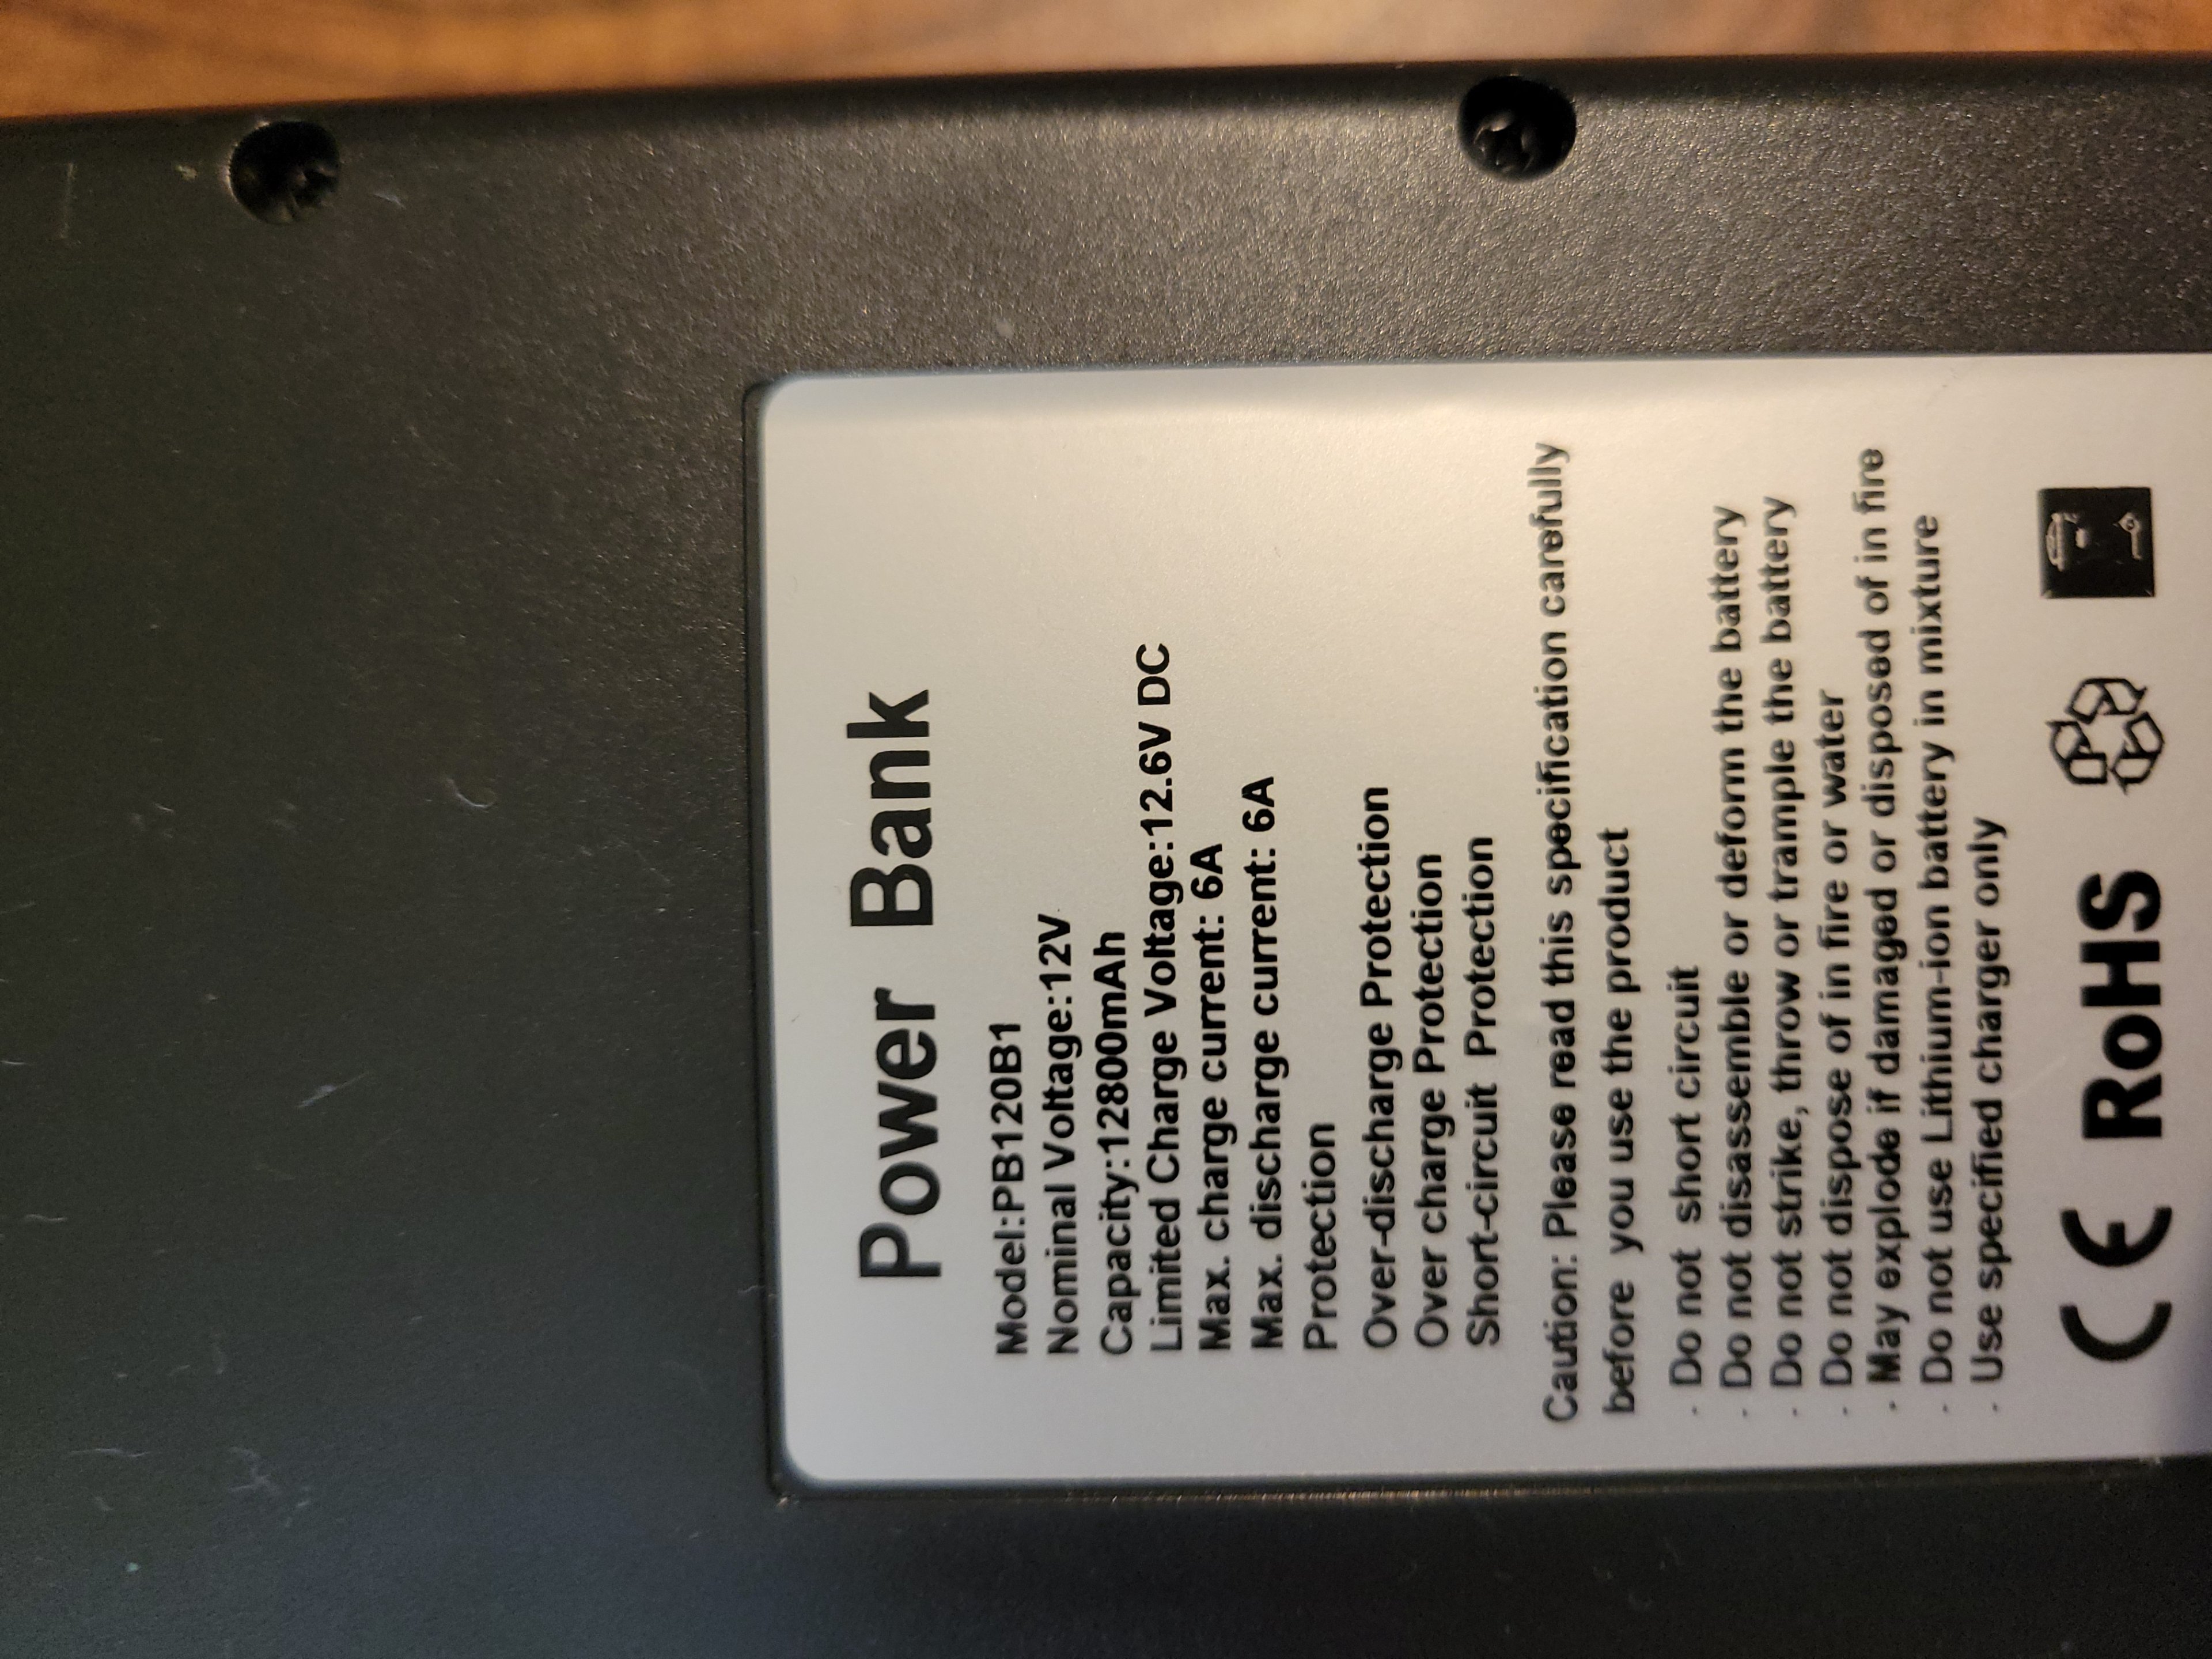 Power Bank
Model:PB120B1
Nominal Voltage:12V
Capacity:12800mAh
Limited Charge Voltage:12.6V DC
Max. charge current: 6A
Max. discharge current: 6A
Protection
Over-discharge Protection
Over charge Protection
Short-circuit Protection
Caution: Please read this specification carefully
before you use the product
· Do not short circuit
· Do not disassemble or deform the battery
· Do not strike, throw or trample the battery
· Do not dispose of in fire or water
· May explode if damaged or disposed of in fire
· Do not use Lithium-ion battery in mixture
· Use specified charger only
CE RoHS